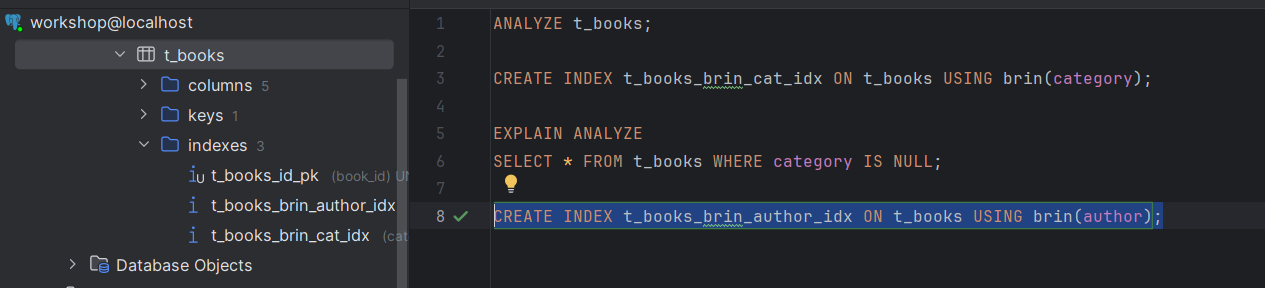 workshop@localhost
t_books
columns 5
keys 1
indexes 3
t_books_id_pk (book_id) UN
t_books_brin_author_idx
t_books_brin_cat_idx (cat
Database Objects
1 ANALYZE t_books;
2
3 CREATE INDEX t_books_brin_cat_idx ON t_books USING brin(category);
4
5 EXPLAIN ANALYZE
6 SELECT * FROM t_books WHERE category IS NULL;
7
8 CREATE INDEX t_books_brin_author_idx ON t_books USING brin(author);